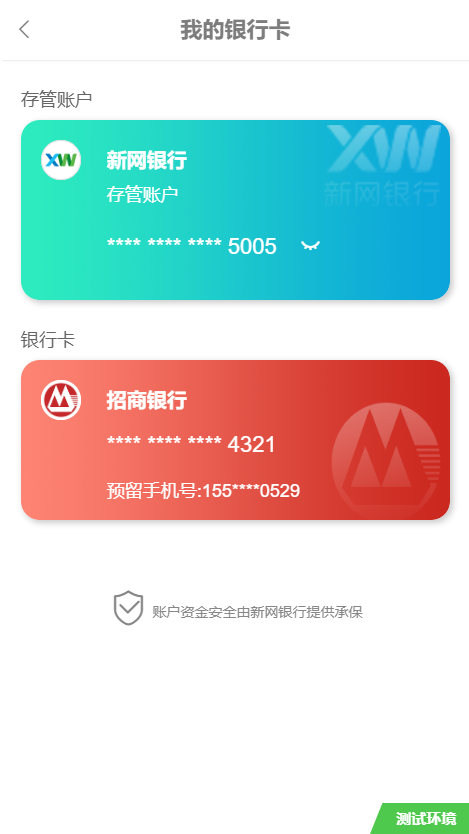 我的银行卡
存管账户
XW
新网银行
XW
新网银行
存管账户
**** **** **** 5005
银行卡
招商银行
**** **** **** 4321
预留手机号:155****0529
账户资金安全由新网银行提供承保
测试环境